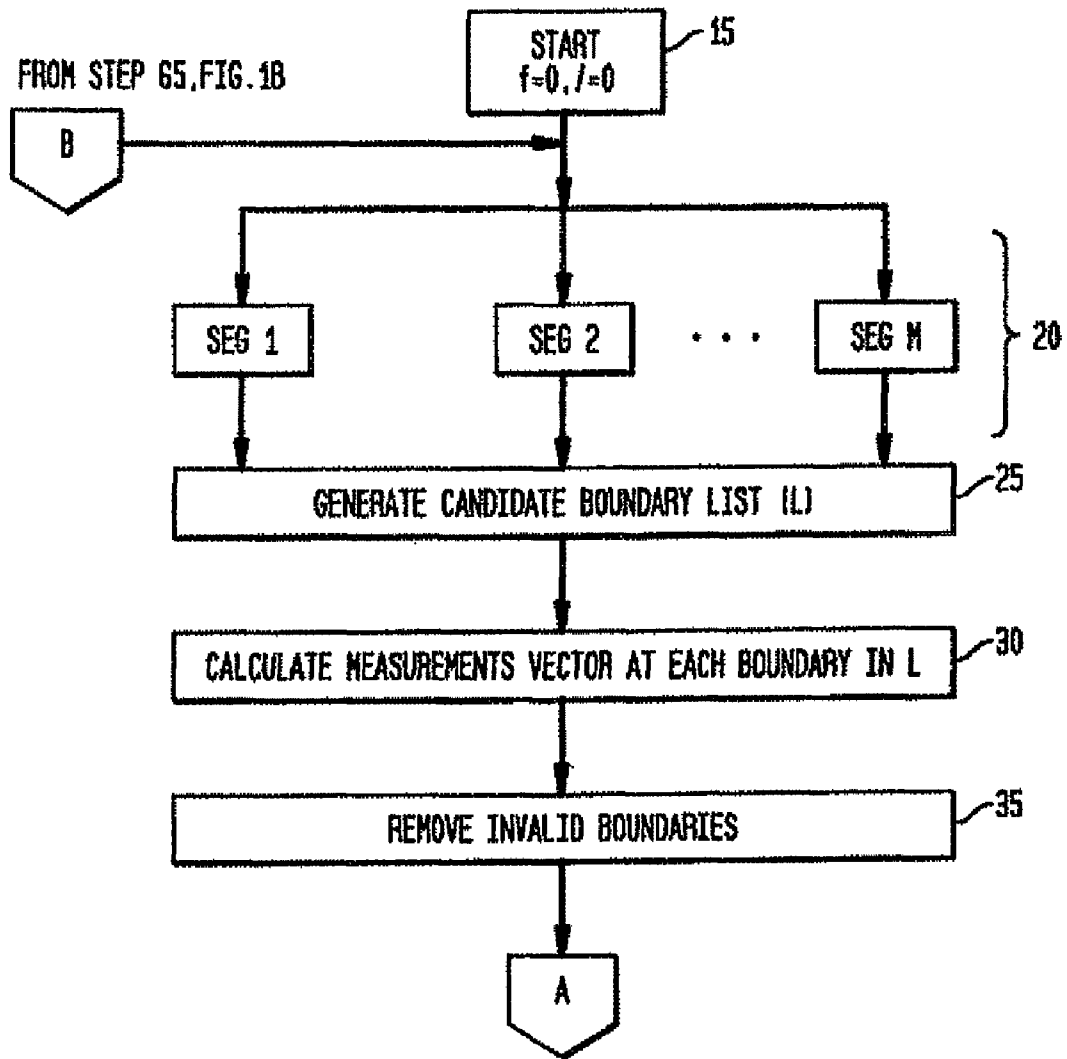 START
f=0, l=0
15
FROM STEP 65, FIG. 1B
B
SEG 1
SEG 2
. . .
SEG M
20
GENERATE CANDIDATE BOUNDARY LIST (L)
25
CALCULATE MEASUREMENTS VECTOR AT EACH BOUNDARY IN L
30
REMOVE INVALID BOUNDARIES
35
A